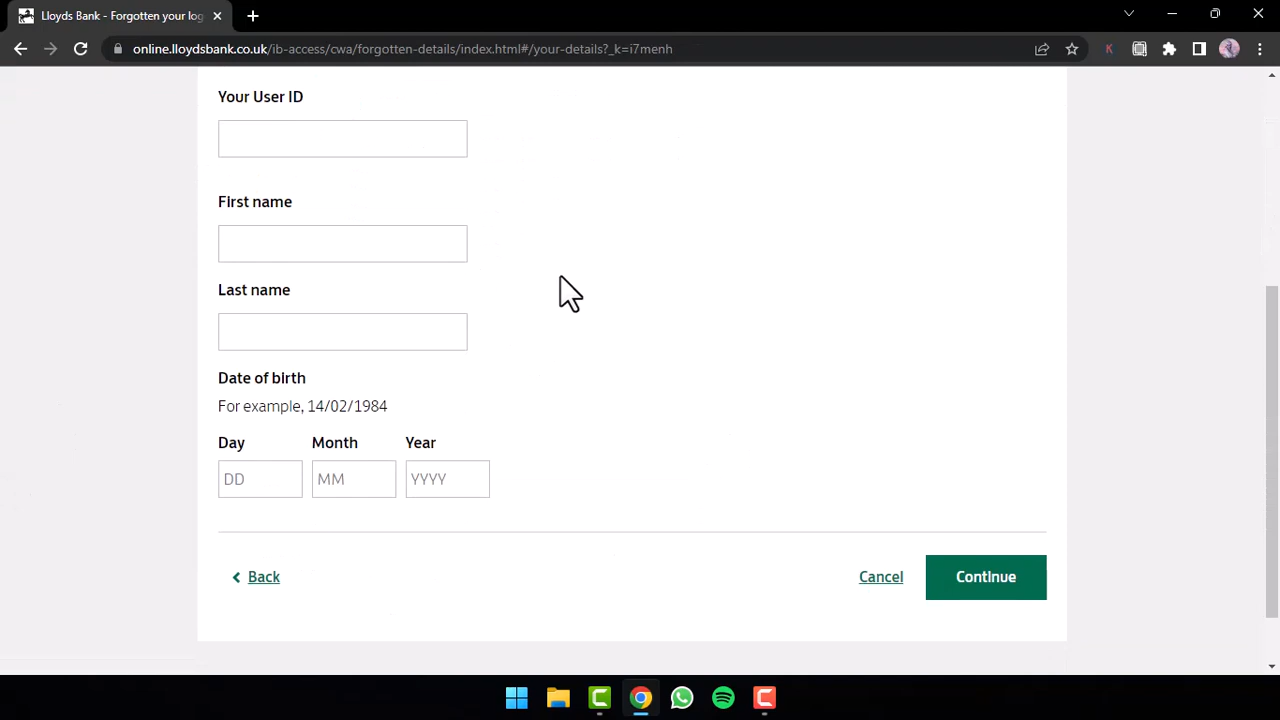 Lloyds Bank - Forgotten your log
online.lloydsbank.co.uk/ib-access/cwa/forgotten-details/index.html#/your-details?_k=i7menh
K
Your User ID
First name
Last name
Date of birth
For example, 14/02/1984
Day Month Year
DD MM YYYY
Back Cancel Continue